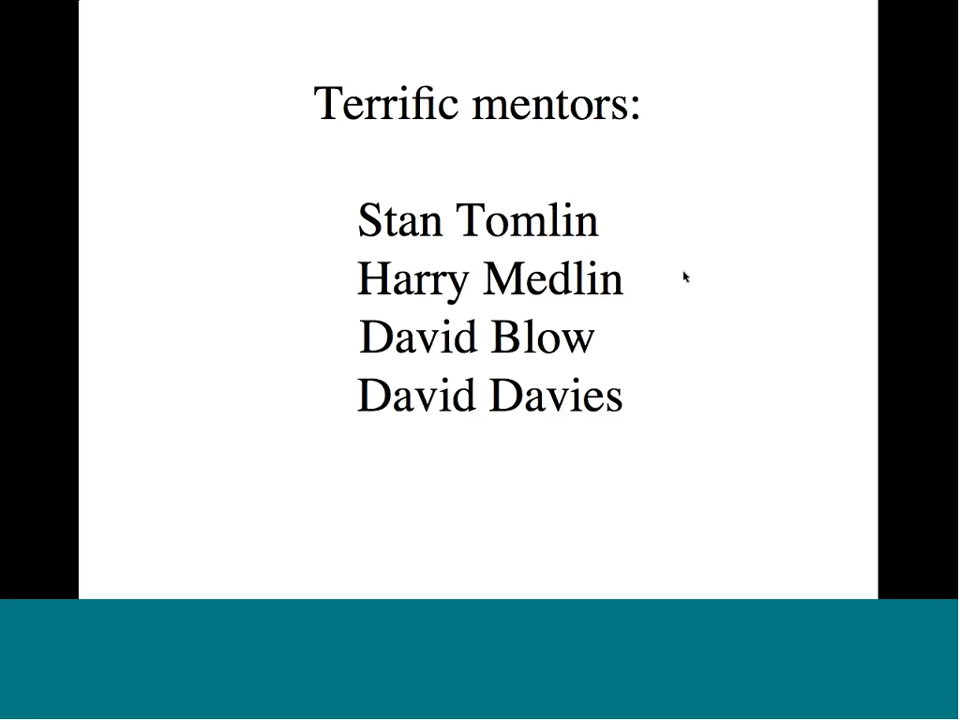 Terrific mentors:
Stan Tomlin
Harry Medlin
David Blow
David Davies